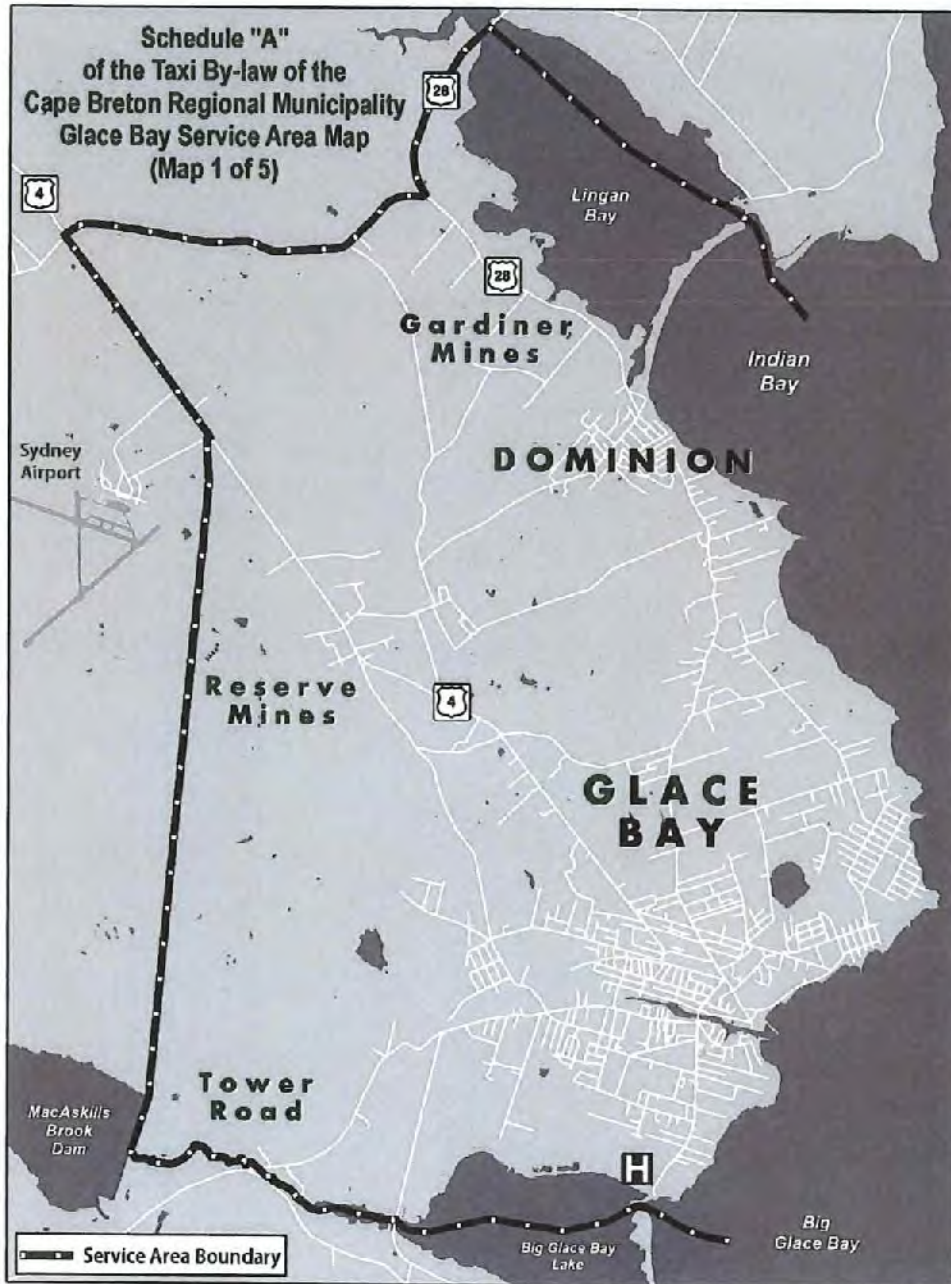 Schedule "A"
of the Taxi By-law of the
Cape Breton Regional Municipality
Glace Bay Service Area Map
(Map 1 of 5)
28
4
Lingan
Bay
28
Gardiner
Mines
Indian
Bay
Sydney
Airport
DOMINION
Reserve
Mines
4
GLACE
BAY
Tower
Road
MacAskills
Brook
Dam
H
Big
Glace Bay
Big Glace Bay
Lake
Service Area Boundary